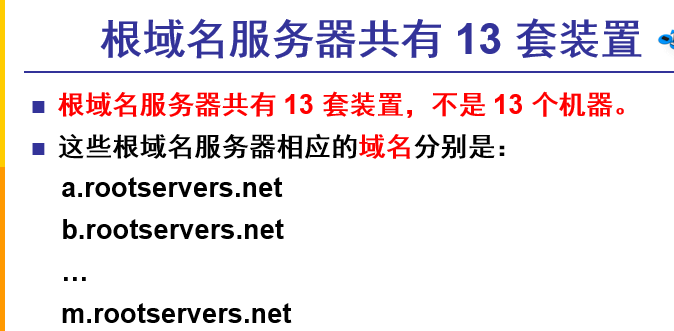 根域名服务器共有 13 套装置
根域名服务器共有 13 套装置，不是 13 个机器。
这些根域名服务器相应的域名分别是：
a.rootservers.net
b.rootservers.net
…
m.rootservers.net